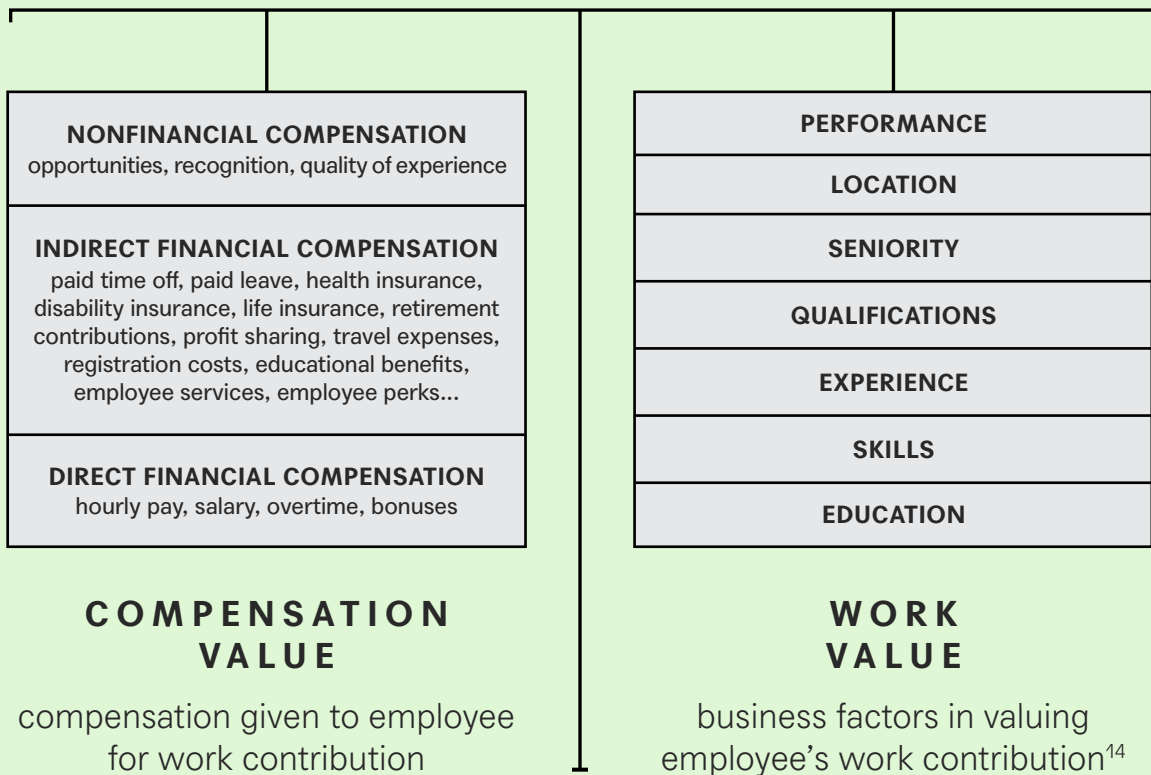 NONFINANCIAL COMPENSATION
opportunities, recognition, quality of experience
INDIRECT FINANCIAL COMPENSATION
paid time off, paid leave, health insurance,
disability insurance, life insurance, retirement
contributions, profit sharing, travel expenses,
registration costs, educational benefits,
employee services, employee perks...
DIRECT FINANCIAL COMPENSATION
hourly pay, salary, overtime, bonuses
COMPENSATION
VALUE
compensation given to employee
for work contribution
PERFORMANCE
LOCATION
SENIORITY
QUALIFICATIONS
EXPERIENCE
SKILLS
EDUCATION
WORK
VALUE
business factors in valuing
employee’s work contribution¹⁴